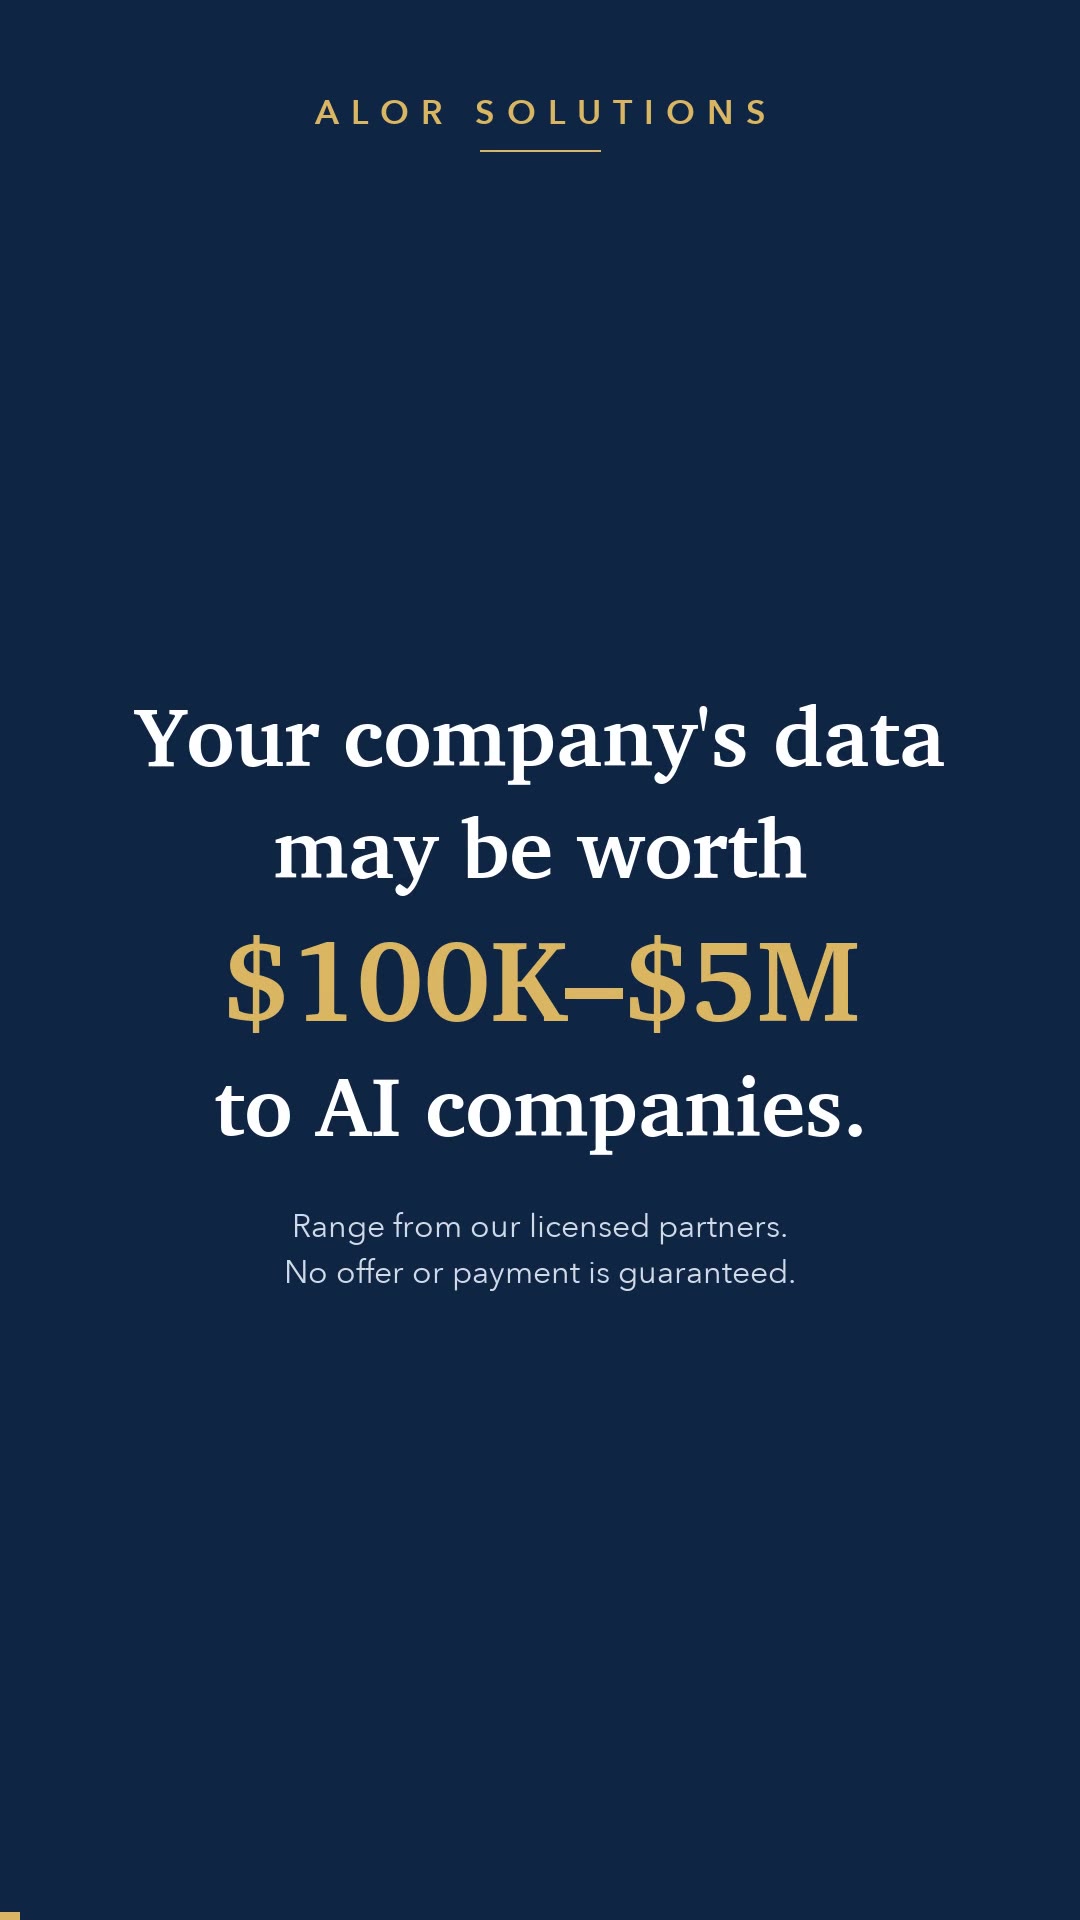 ALOR SOLUTIONS
Your company's data
may be worth
$100K–$5M
to AI companies.
Range from our licensed partners.
No offer or payment is guaranteed.